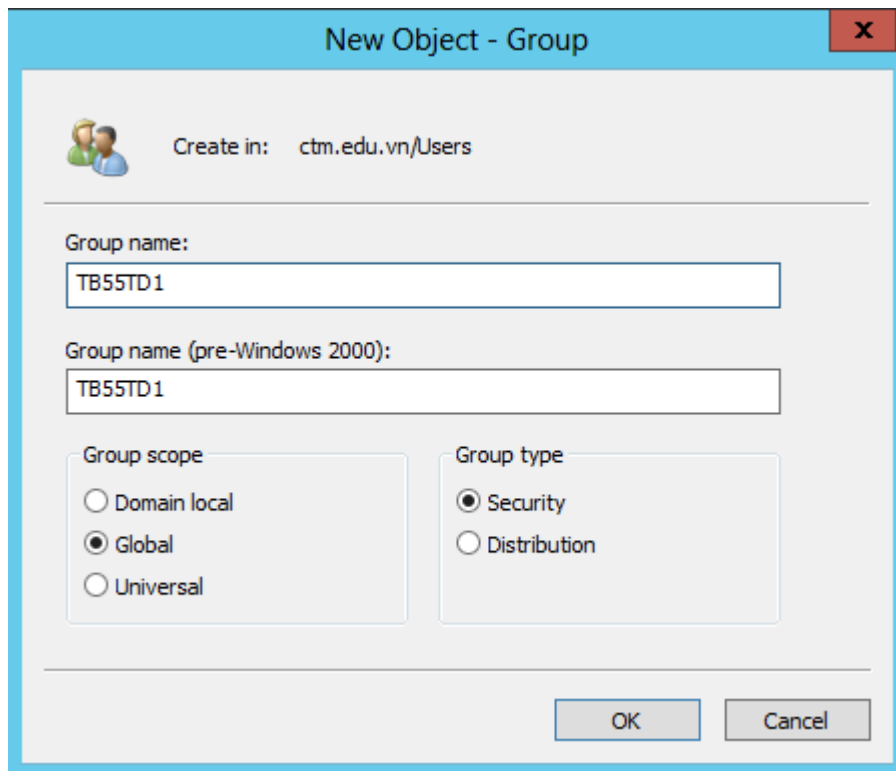 New Object - Group
x
Create in: ctm.edu.vn/Users
Group name:
TB55TD1
Group name (pre-Windows 2000):
TB55TD1
Group scope
Domain local
Global
Universal
Group type
Security
Distribution
OK
Cancel